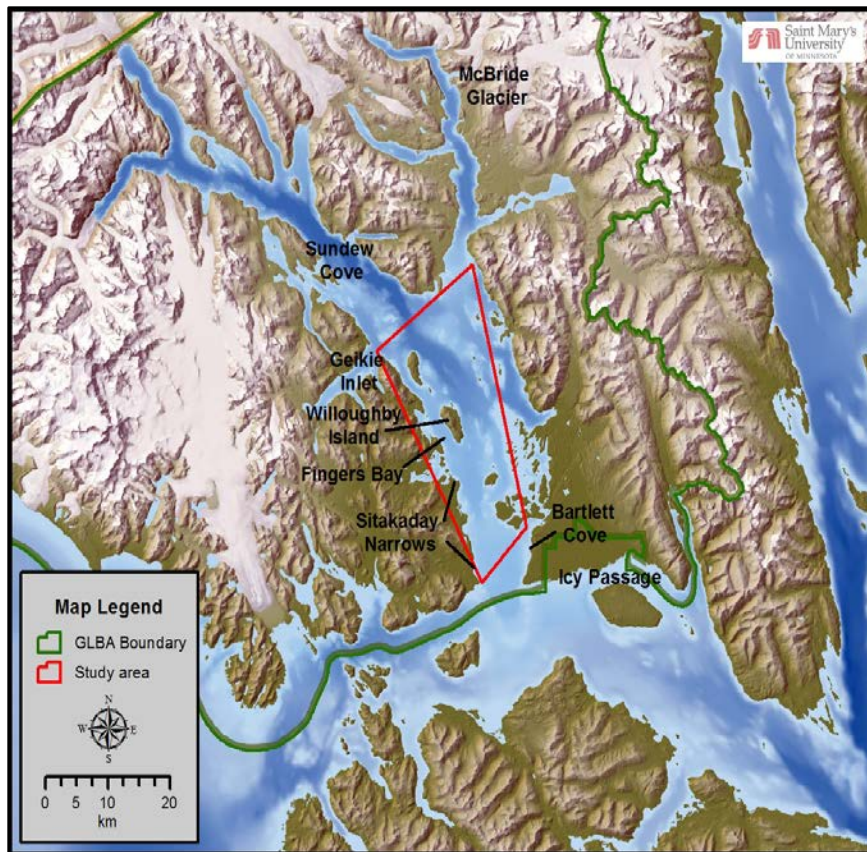 Saint Mary's
University
OF MINNESOTA
McBride
Glacier
Sundew
Cove
Geikie
Inlet
Willoughby
Island
Fingers Bay
Sitakaday
Narrows
Bartlett
Cove
Icy Passage
Map Legend
GLBA Boundary
Study area
N
W E
S
0 5 10 20
km